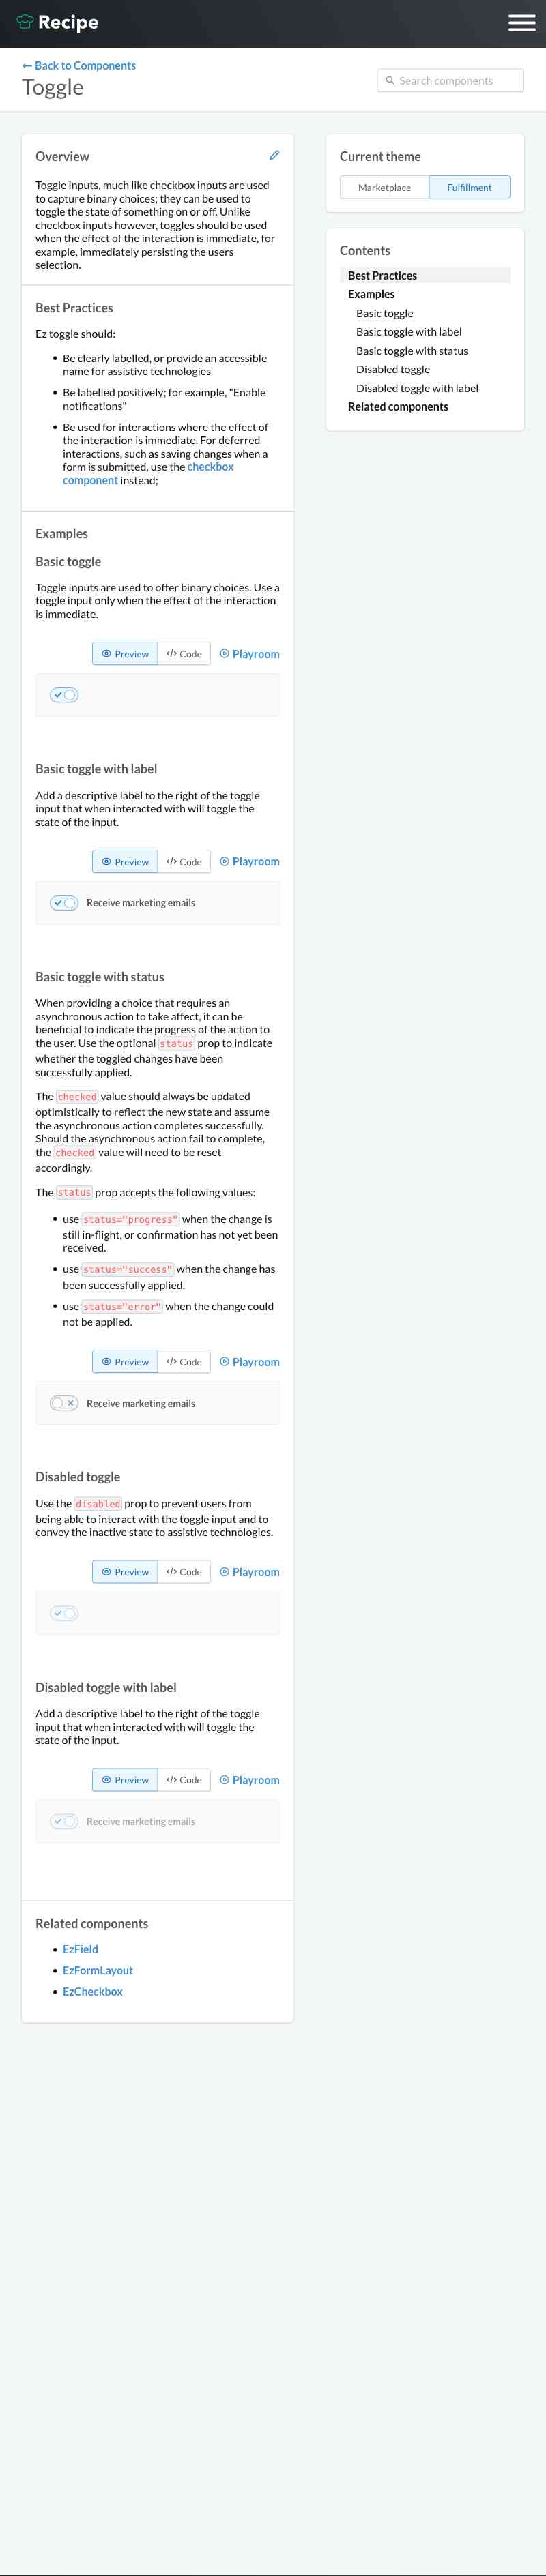 Recipe
← Back to Components
Toggle
Search components
Overview
Toggle inputs, much like checkbox inputs are used
to capture binary choices; they can be used to
toggle the state of something on or off. Unlike
checkbox inputs however, toggles should be used
when the effect of the interaction is immediate, for
example, immediately persisting the users
selection.
Best Practices
Ez toggle should:
• Be clearly labelled, or provide an accessible
name for assistive technologies
• Be labelled positively; for example, "Enable
notifications"
• Be used for interactions where the effect of
the interaction is immediate. For deferred
interactions, such as saving changes when a
form is submitted, use the checkbox
component instead;
Examples
Basic toggle
Toggle inputs are used to offer binary choices. Use a
toggle input only when the effect of the interaction
is immediate.
Preview </> Code Playroom
Basic toggle with label
Add a descriptive label to the right of the toggle
input that when interacted with will toggle the
state of the input.
Preview </> Code Playroom
Receive marketing emails
Basic toggle with status
When providing a choice that requires an
asynchronous action to take affect, it can be
beneficial to indicate the progress of the action to
the user. Use the optional status prop to indicate
whether the toggled changes have been
successfully applied.
The checked value should always be updated
optimistically to reflect the new state and assume
the asynchronous action completes successfully.
Should the asynchronous action fail to complete,
the checked value will need to be reset
accordingly.
The status prop accepts the following values:
• use status="progress" when the change is
still in-flight, or confirmation has not yet been
received.
• use status="success" when the change has
been successfully applied.
• use status="error" when the change could
not be applied.
Preview </> Code Playroom
Receive marketing emails
Disabled toggle
Use the disabled prop to prevent users from
being able to interact with the toggle input and to
convey the inactive state to assistive technologies.
Preview </> Code Playroom
Disabled toggle with label
Add a descriptive label to the right of the toggle
input that when interacted with will toggle the
state of the input.
Preview </> Code Playroom
Receive marketing emails
Related components
• EzField
• EzFormLayout
• EzCheckbox
Current theme
Marketplace Fulfillment
Contents
Best Practices
Examples
Basic toggle
Basic toggle with label
Basic toggle with status
Disabled toggle
Disabled toggle with label
Related components